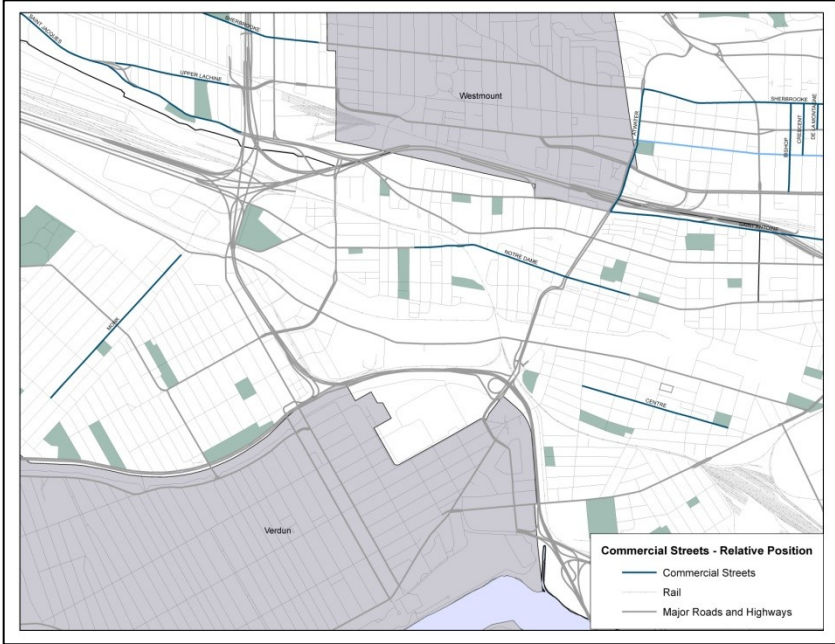 SAINT JACQUES
SHERBROOKE
UPPER LACHINE
Westmount
ATWATER
SHERBROOKE
BISHOP
CRESCENT
DE LA MONTAGNE
SAINT ANTOINE
NOTRE DAME
MONK
CENTRE
Verdun
Commercial Streets - Relative Position
Commercial Streets
Rail
Major Roads and Highways